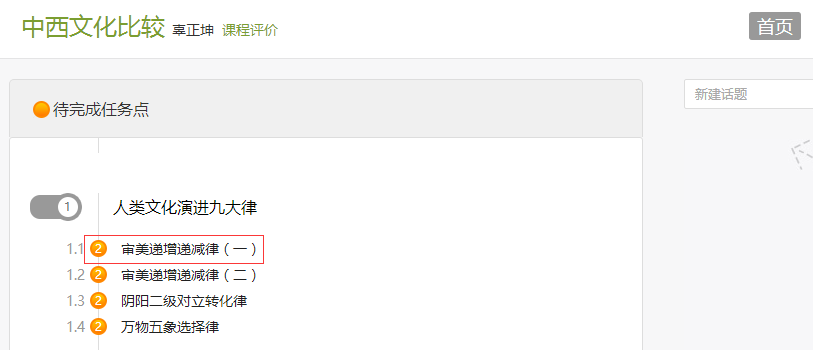 中西文化比较 辜正坤 课程评价 首页
待完成任务点
新建话题
1 人类文化演进九大律
1.1 2 审美递增递减律（一）
1.2 2 审美递增递减律（二）
1.3 2 阴阳二级对立转化律
1.4 2 万物五象选择律